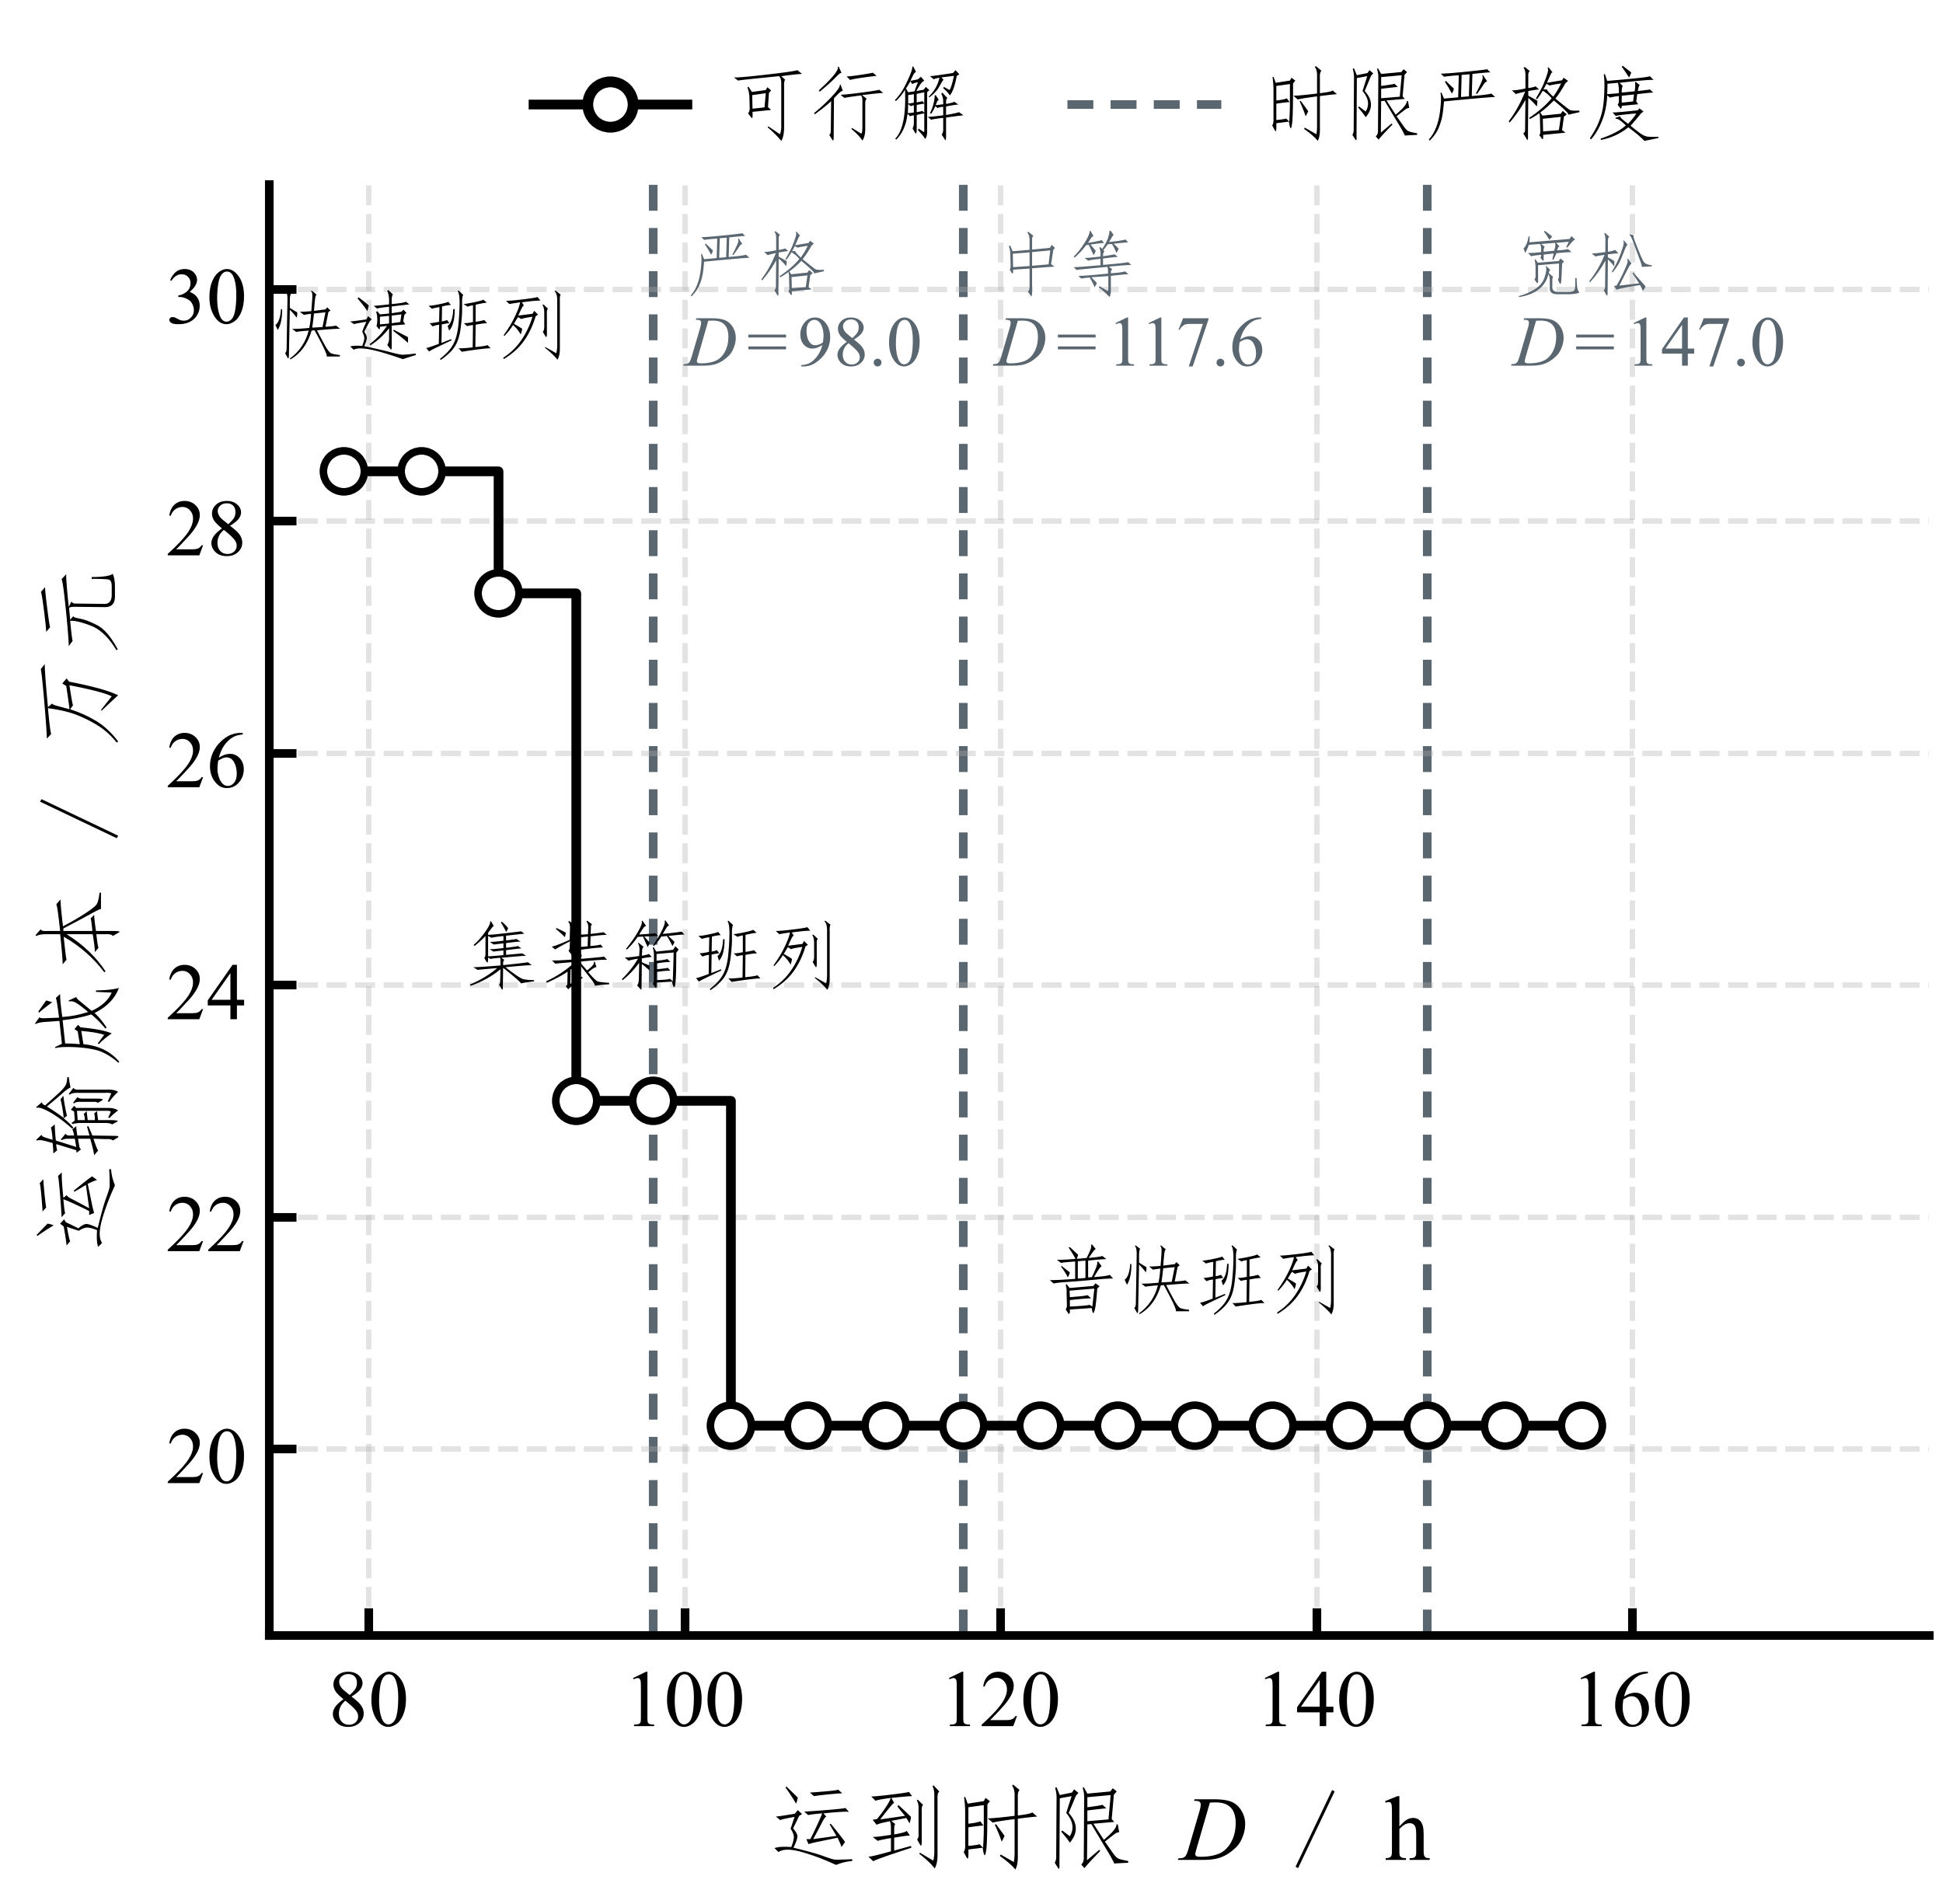 可行解
时限严格度
严格
D=98.0
中等
D=117.6
宽松
D=147.0
快速班列
集装箱班列
普快班列
30
28
26
24
22
20
运输成本 / 万元
80
100
120
140
160
运到时限 D / h